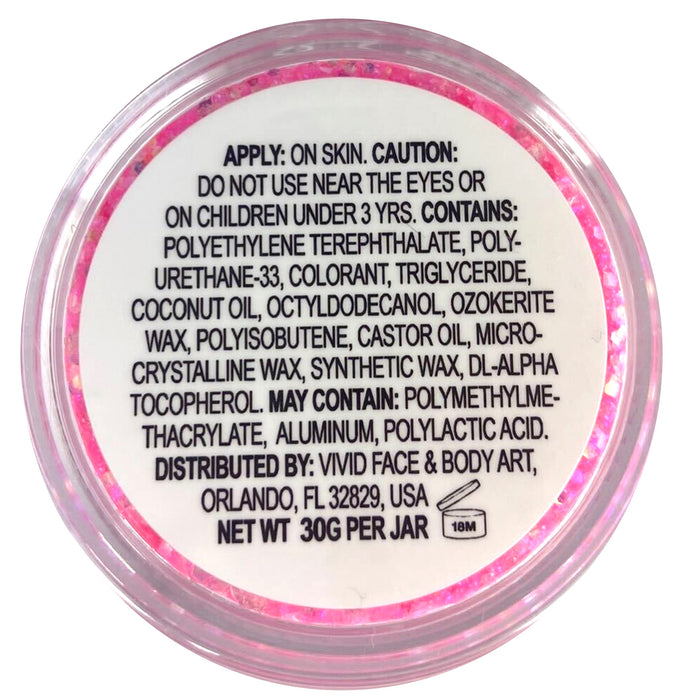 APPLY: ON SKIN. CAUTION:
DO NOT USE NEAR THE EYES OR
ON CHILDREN UNDER 3 YRS. CONTAINS:
POLYETHYLENE TEREPHTHALATE, POLY-
URETHANE-33, COLORANT, TRIGLYCERIDE,
COCONUT OIL, OCTYLDODECANOL, OZOKERITE
WAX, POLYISOBUTENE, CASTOR OIL, MICRO-
CRYSTALLINE WAX, SYNTHETIC WAX, DL-ALPHA
TOCOPHEROL. MAY CONTAIN: POLYMETHYLME-
THACRYLATE, ALUMINUM, POLYLACTIC ACID.
DISTRIBUTED BY: VIVID FACE & BODY ART,
ORLANDO, FL 32829, USA
NET WT 30G PER JAR 18M